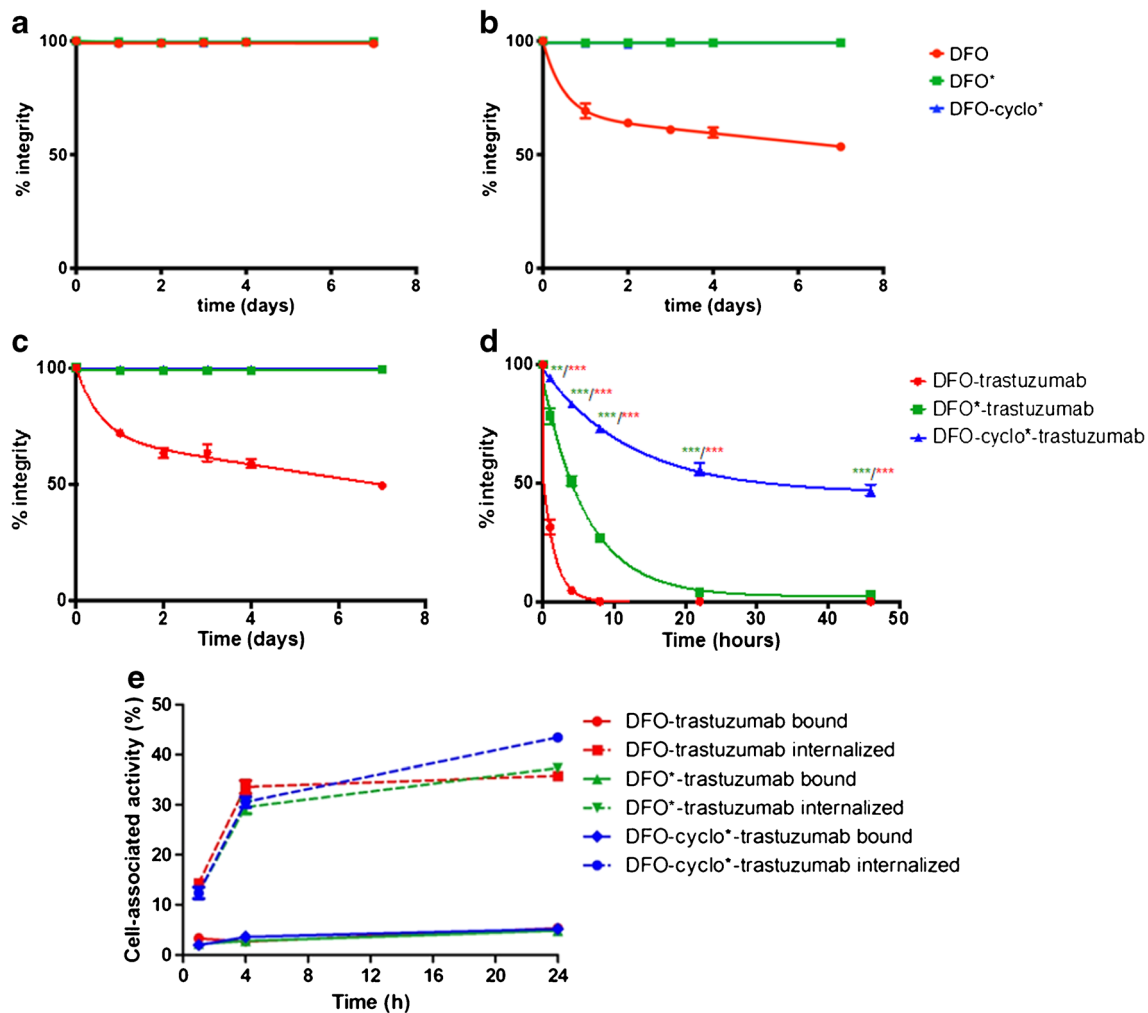 a
100
50
0
% integrity
0 2 4 6 8
time (days)
b
100
50
0
% integrity
0 2 4 6 8
time (days)
DFO
DFO*
DFO-cyclo*
c
100
50
0
% integrity
0 2 4 6 8
Time (days)
d
100
50
0
% integrity
**/***
***/***
***/***
***/***
***/***
0 10 20 30 40 50
Time (hours)
DFO-trastuzumab
DFO*-trastuzumab
DFO-cyclo*-trastuzumab
e
50
40
30
20
10
0
Cell-associated activity (%)
0 4 8 12 16 20 24
Time (h)
DFO-trastuzumab bound
DFO-trastuzumab internalized
DFO*-trastuzumab bound
DFO*-trastuzumab internalized
DFO-cyclo*-trastuzumab bound
DFO-cyclo*-trastuzumab internalized